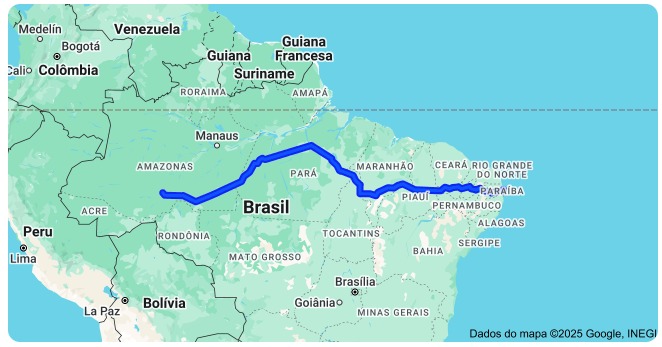 Medellín
Venezuela
Bogotá
Cali
Colômbia
Guiana
Guiana
Francesa
Suriname
RORAIMA
AMAPÁ
Manaus
AMAZONAS
PARÁ
MARANHÃO
CEARÁ
RIO GRANDE
DO NORTE
PARAÍBA
PIAUÍ
PERNAMBUCO
ACRE
Brasil
ALAGOAS
Peru
RONDÔNIA
TOCANTINS
SERGIPE
Lima
MATO GROSSO
BAHIA
Brasília
La Paz
Bolívia
Goiânia
MINAS GERAIS
Dados do mapa ©2025 Google, INEGI